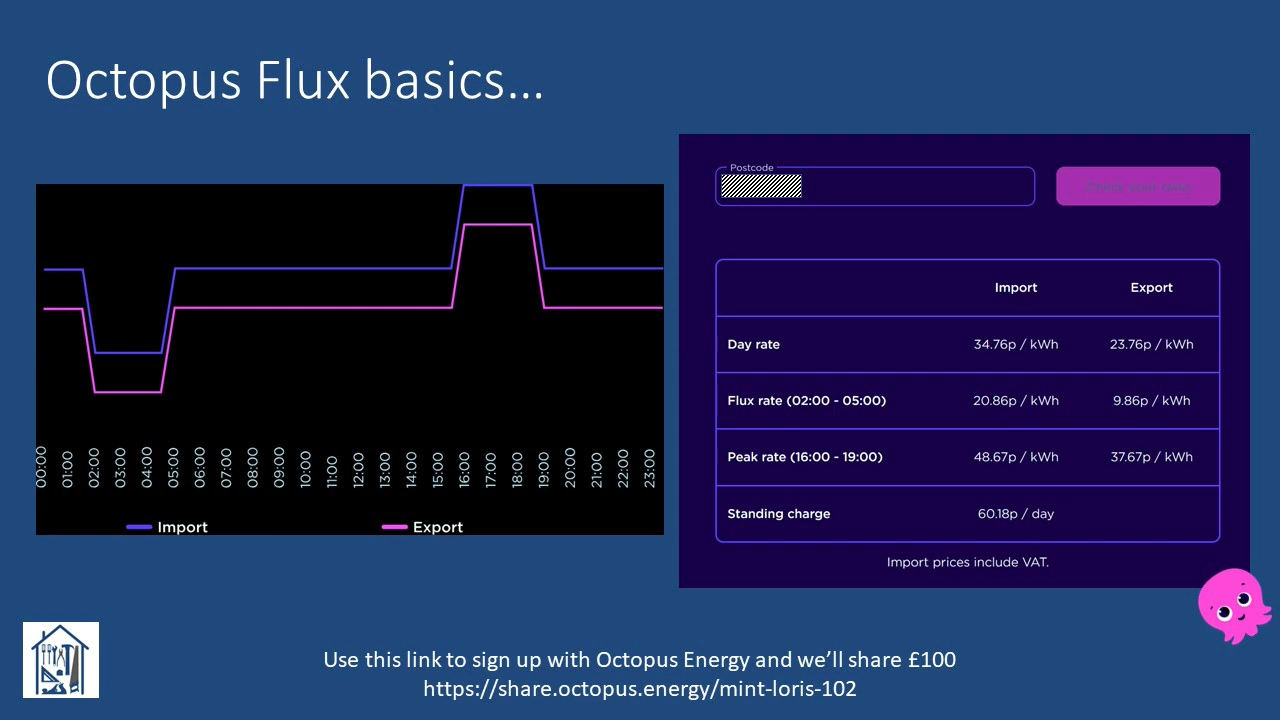 Octopus Flux basics...
00:00 01:00 02:00 03:00 04:00 05:00 06:00 07:00 08:00 09:00 10:00 11:00 12:00 13:00 14:00 15:00 16:00 17:00 18:00 19:00 20:00 21:00 22:00 23:00
Import Export
Postcode
Import Export
Day rate 34.76p / kWh 23.76p / kWh
Flux rate (02:00 - 05:00) 20.86p / kWh 9.86p / kWh
Peak rate (16:00 - 19:00) 48.67p / kWh 37.67p / kWh
Standing charge 60.18p / day
Import prices include VAT.
Use this link to sign up with Octopus Energy and we’ll share £100
https://share.octopus.energy/mint-loris-102